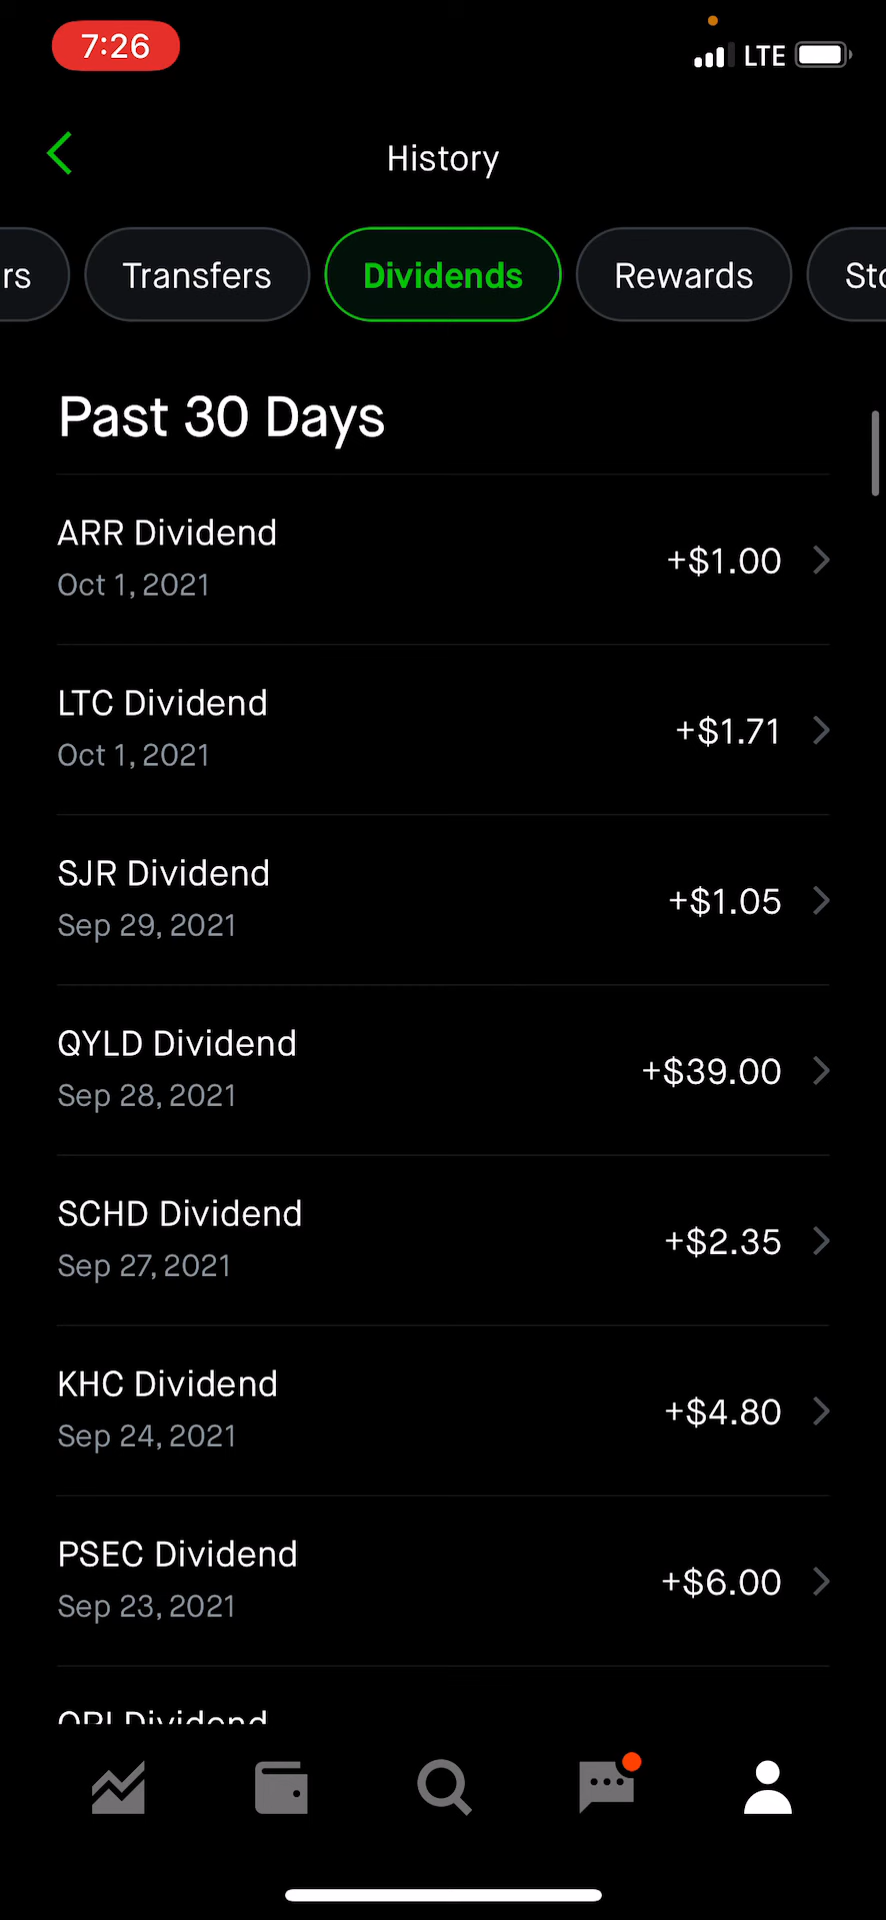 7:26
LTE
History
rs
Transfers
Dividends
Rewards
Sto
Past 30 Days
ARR Dividend
+$1.00
Oct 1, 2021
LTC Dividend
+$1.71
Oct 1, 2021
SJR Dividend
+$1.05
Sep 29, 2021
QYLD Dividend
+$39.00
Sep 28, 2021
SCHD Dividend
+$2.35
Sep 27, 2021
KHC Dividend
+$4.80
Sep 24, 2021
PSEC Dividend
+$6.00
Sep 23, 2021
Dividend